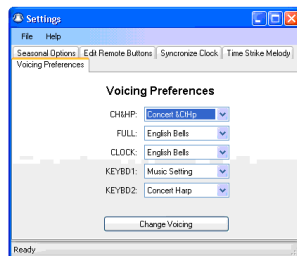 Settings
File Help
Seasonal Options Edit Remote Buttons Syncronize Clock Time Strike Melody
Voicing Preferences
Voicing Preferences
CH&HP: Concert &CtHp
FULL: English Bells
CLOCK: English Bells
KEYBD1: Music Setting
KEYBD2: Concert Harp
Change Voicing
Ready